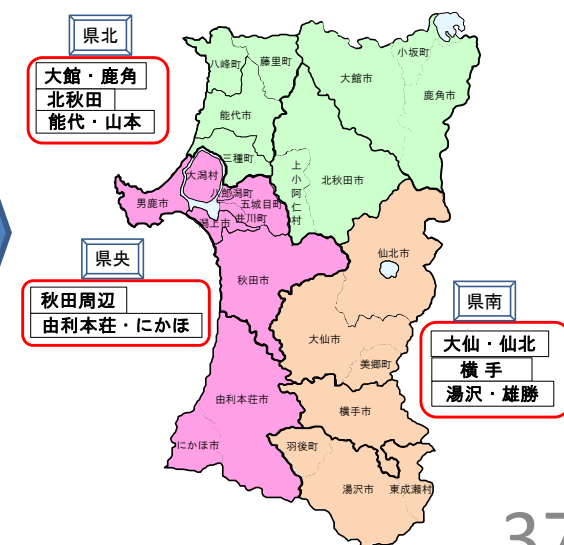 県北
大館・鹿角
北秋田
能代・山本
八峰町
藤里町
小坂町
大館市
鹿角市
能代市
三種町
上小阿仁村
北秋田市
大潟村
八郎潟町
男鹿市
五城目町
井川町
潟上市
県央
秋田周辺
由利本荘・にかほ
秋田市
仙北市
県南
大仙・仙北
横 手
湯沢・雄勝
大仙市
美郷町
由利本荘市
横手市
にかほ市
羽後町
湯沢市
東成瀬村
37